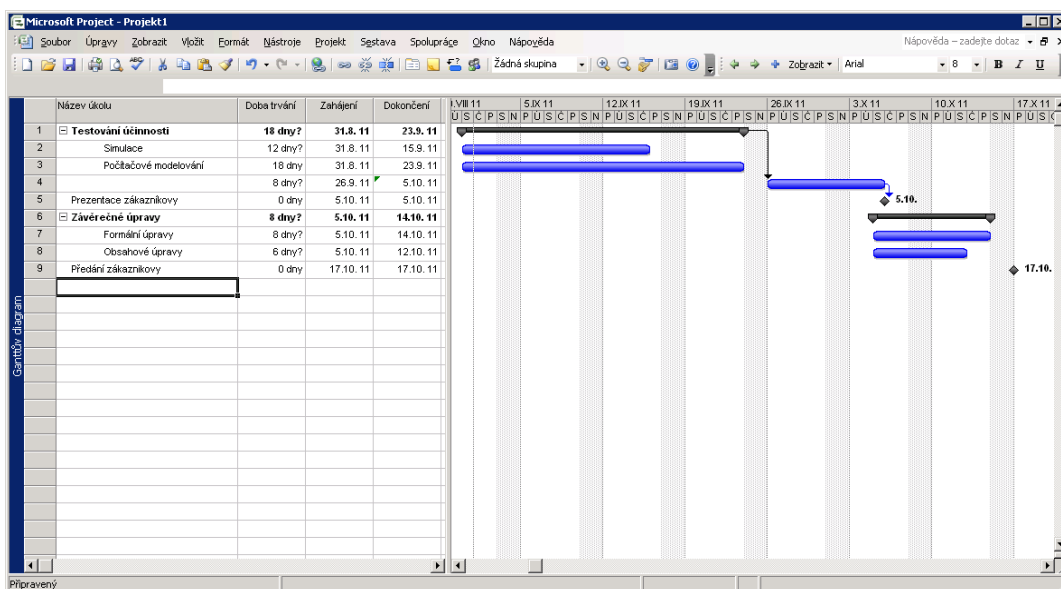 Microsoft Project - Projekt1
Soubor Úpravy Zobrazit Vložit Formát Nástroje Projekt Sestava Spolupráce Okno Nápověda Nápověda – zadejte dotaz
Žádná skupina Zobrazit Arial 8 B I U
Název úkolu Doba trvání Zahájení Dokončení
.VIII 11 5.IX 11 12.IX 11 19.IX 11 26.IX 11 3.X 11 10.X 11 17.X 11
Ú S Č P S N P Ú S Č P S N P Ú S Č P S N P Ú S Č P S N P Ú S Č P S N P Ú S Č P S N P Ú S Č P S N P Ú S
1 Testování účinnosti 18 dny? 31.8. 11 23.9. 11
2 Simulace 12 dny? 31.8. 11 15.9. 11
3 Počítačové modelování 18 dny 31.8. 11 23.9. 11
4 8 dny? 26.9. 11 5.10. 11
5 Prezentace zákazníkovy 0 dny 5.10. 11 5.10. 11 5.10.
6 Závěrečné úpravy 8 dny? 5.10. 11 14.10. 11
7 Formální úpravy 8 dny? 5.10. 11 14.10. 11
8 Obsahové úpravy 6 dny? 5.10. 11 12.10. 11
9 Předání zákaznikovy 0 dny 17.10. 11 17.10. 11 17.10.
Ganttův diagram
Připravený